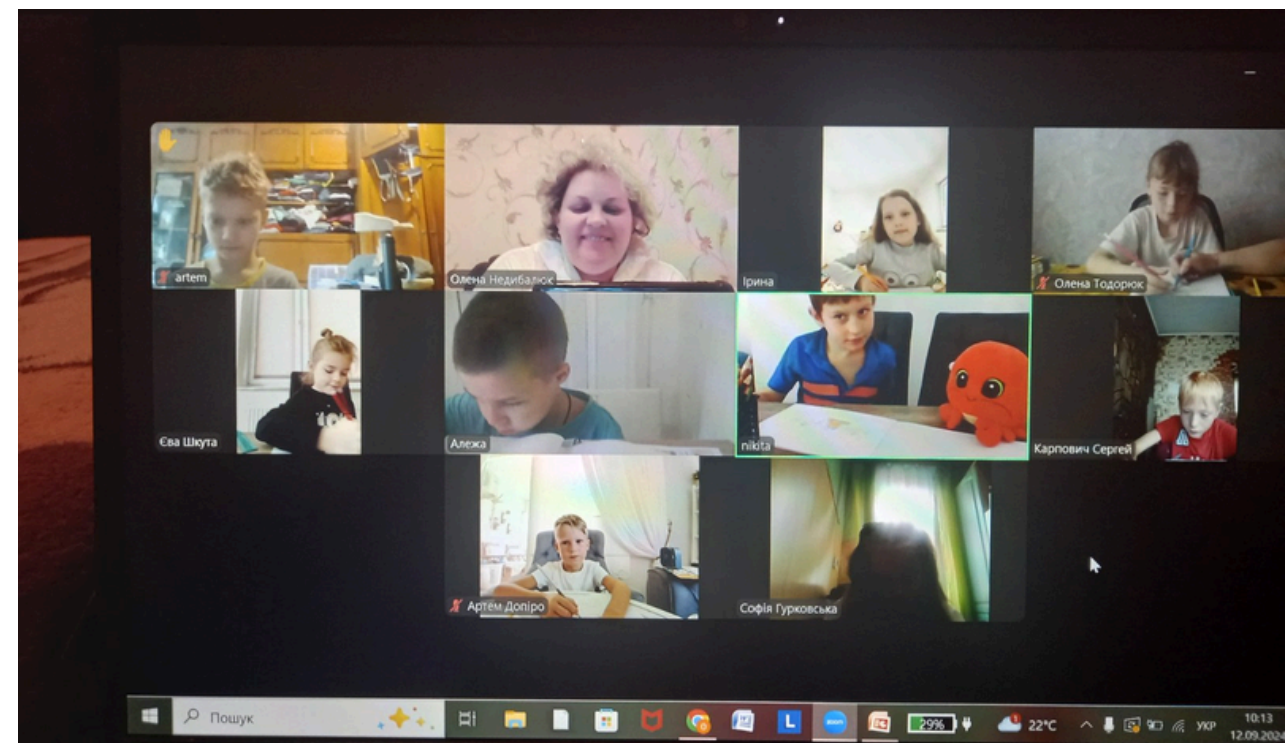 artem
Олена Недибалюк
Ірина
Олена Тодорюк
Єва Шкута
Алежа
nikita
Карпович Сергей
Артем Допіро
Софія Гурковська
Пошук
29%
22°C
УКР
10:13
12.09.2024